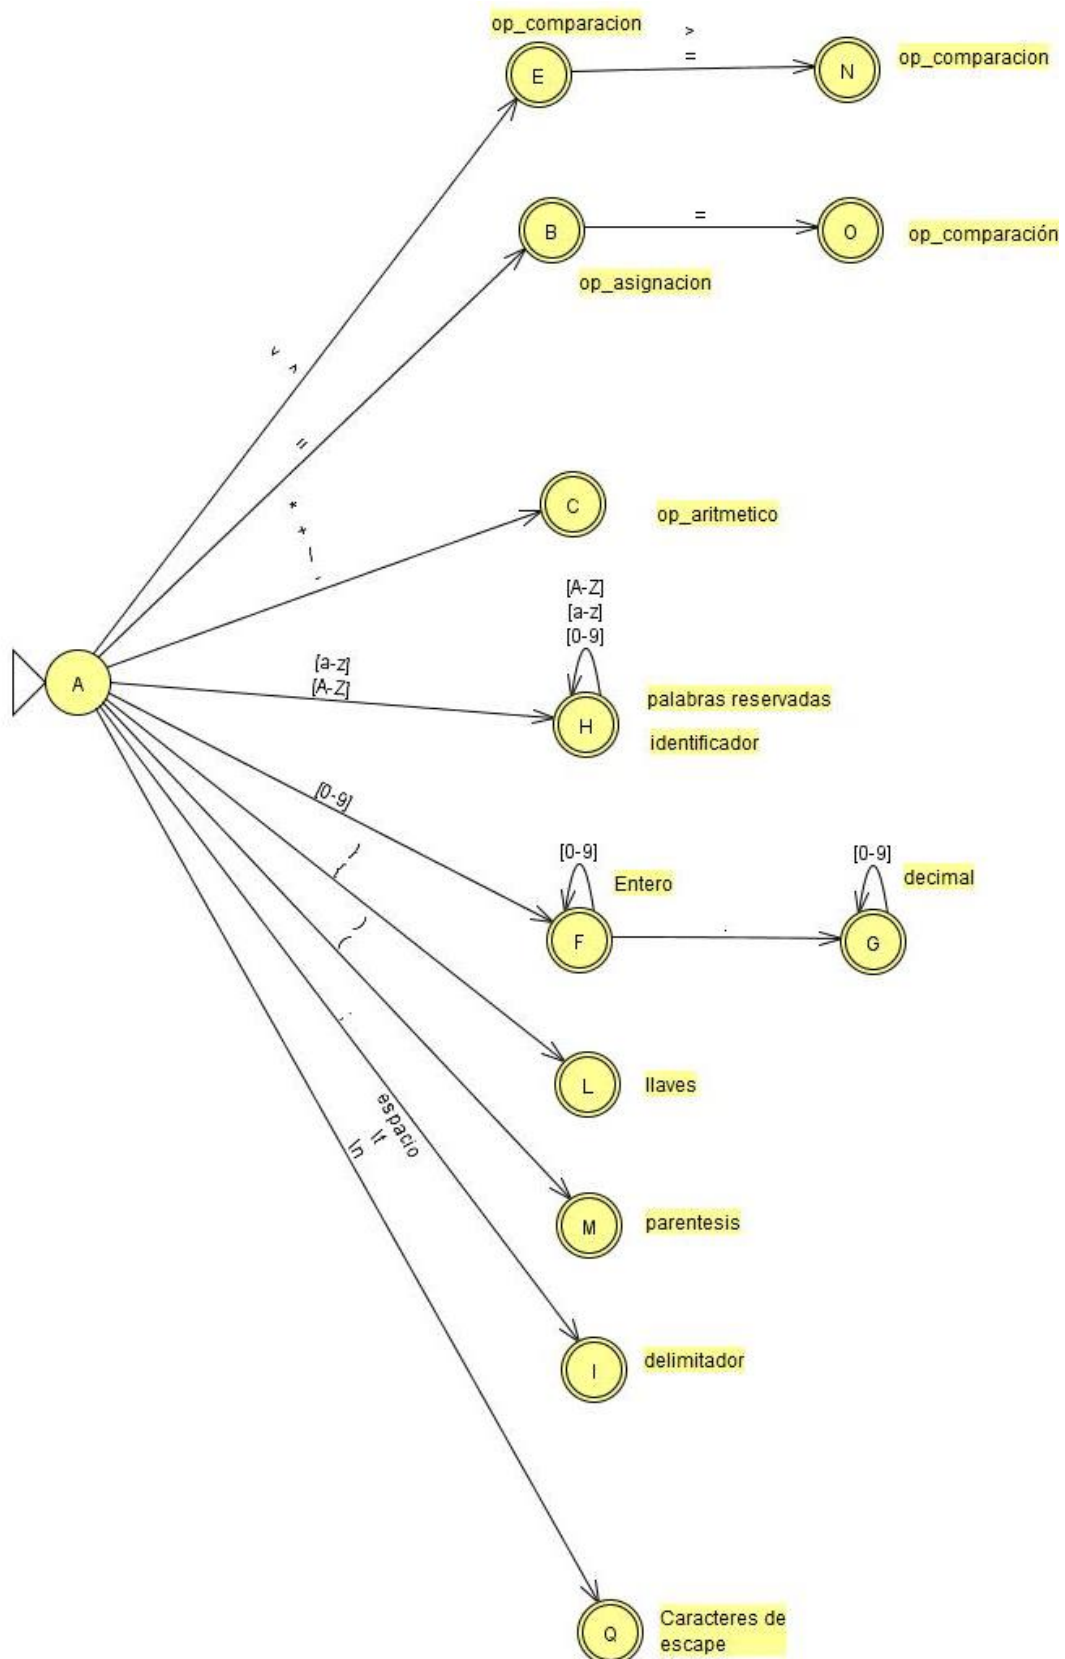 op_comparacion
>
=
E
N
op_comparacion
=
B
O
op_comparación
op_asignacion
<
>
=
*
+
/
-
C
op_aritmetico
[A-Z]
[a-z]
[0-9]
[a-z]
[A-Z]
A
H
palabras reservadas
identificador
[0-9]
[0-9]
Entero
[0-9]
decimal
}
{
F
.
G
)
(
;
L
llaves
espacio
\t
\n
M
parentesis
I
delimitador
Q
Caracteres de
escape